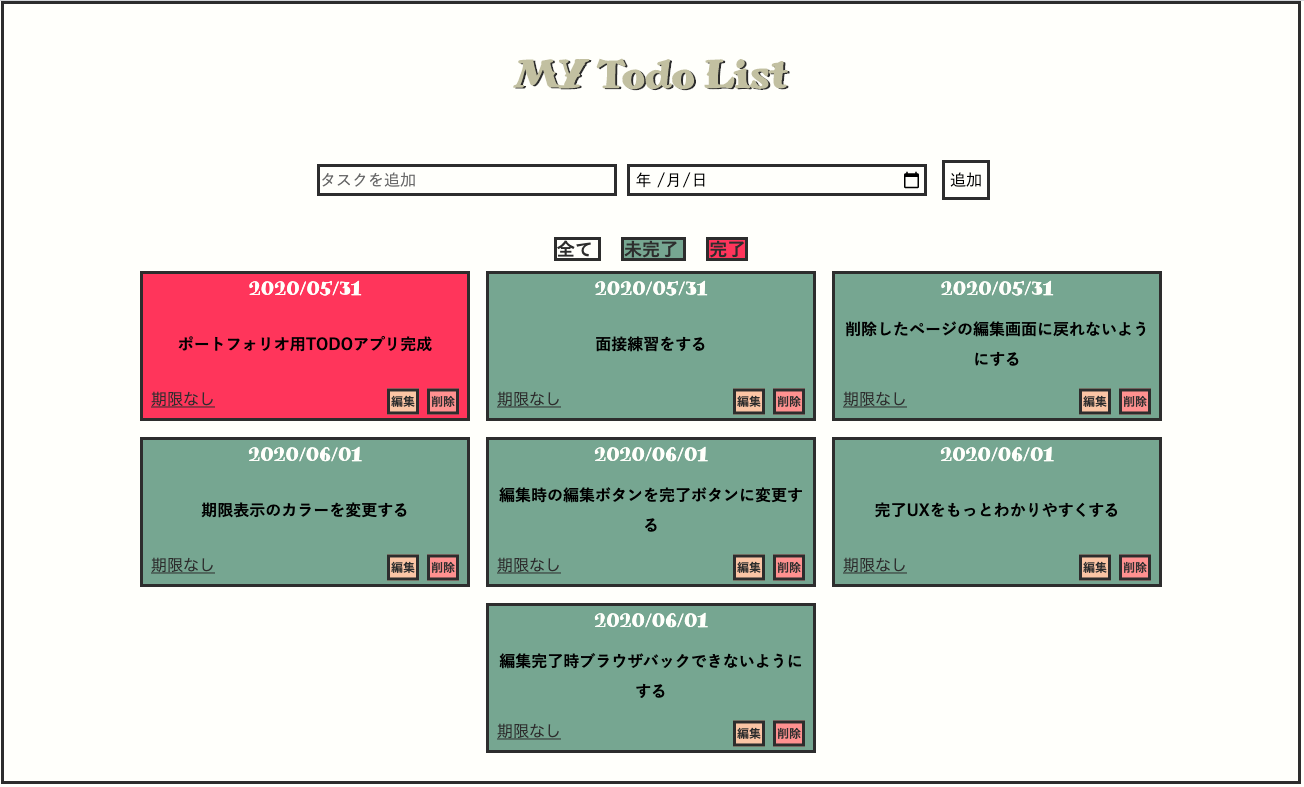 MY Todo List
タスクを追加 年 /月/日 追加
全て 未完了 完了
2020/05/31
ポートフォリオ用TODOアプリ完成
期限なし 編集 削除
2020/05/31
面接練習をする
期限なし 編集 削除
2020/05/31
削除したページの編集画面に戻れないよう
にする
期限なし 編集 削除
2020/06/01
期限表示のカラーを変更する
期限なし 編集 削除
2020/06/01
編集時の編集ボタンを完了ボタンに変更す
る
期限なし 編集 削除
2020/06/01
完了UXをもっとわかりやすくする
期限なし 編集 削除
2020/06/01
編集完了時ブラウザバックできないように
する
期限なし 編集 削除